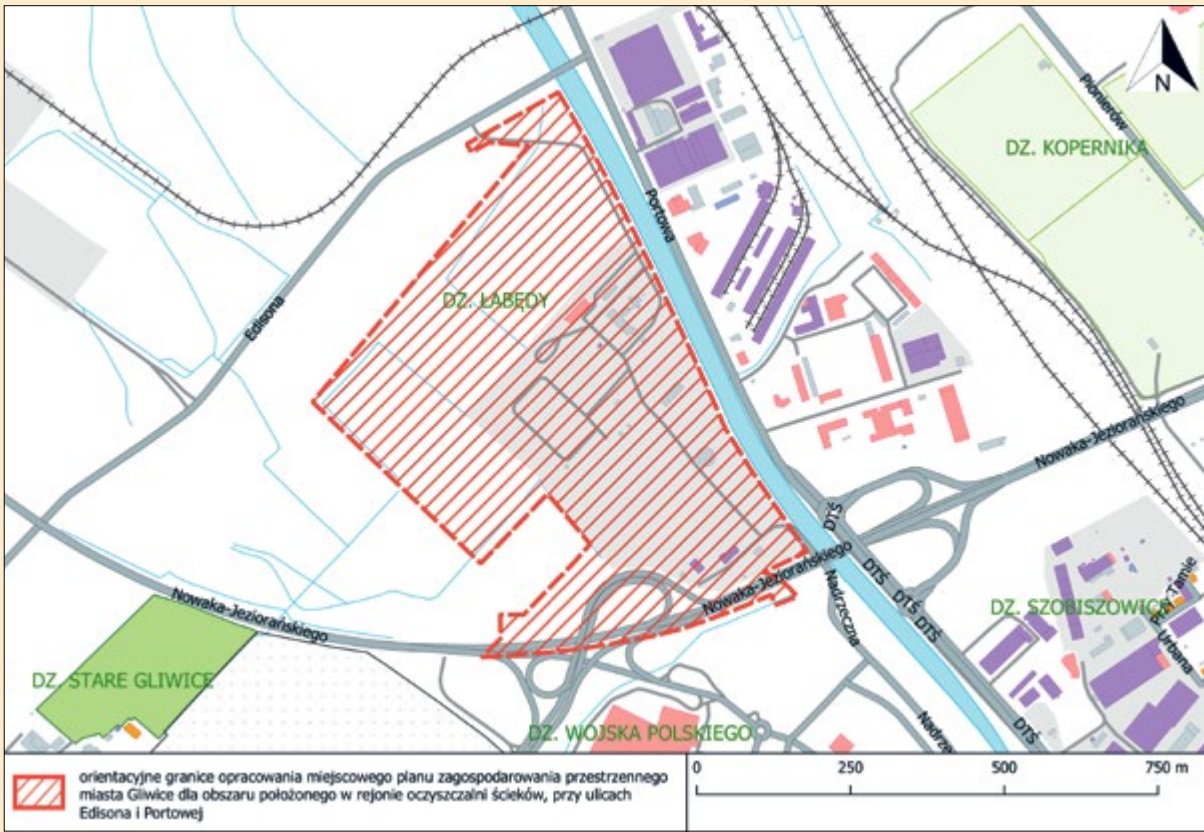 N
Pionierów
DZ. KOPERNIKA
Portowa
DZ. ŁABĘDY
Edisona
Nowaka-Jeziorańskiego
DTŚ
Nowaka-Jeziorańskiego
DTŚ
Nadrzeczna
DTŚ
DTŚ
DZ. SZOBISZOWICE
Przy Tamie
Urbana
Nowaka-Jeziorańskiego
DZ. STARE GLIWICE
DZ. WOJSKA POLSKIEGO
DTŚ
orientacyjne granice opracowania miejscowego planu zagospodarowania przestrzennego
miasta Gliwice dla obszaru położonego w rejonie oczyszczalni ścieków, przy ulicach
Edisona i Portowej
0 250 500 750 m